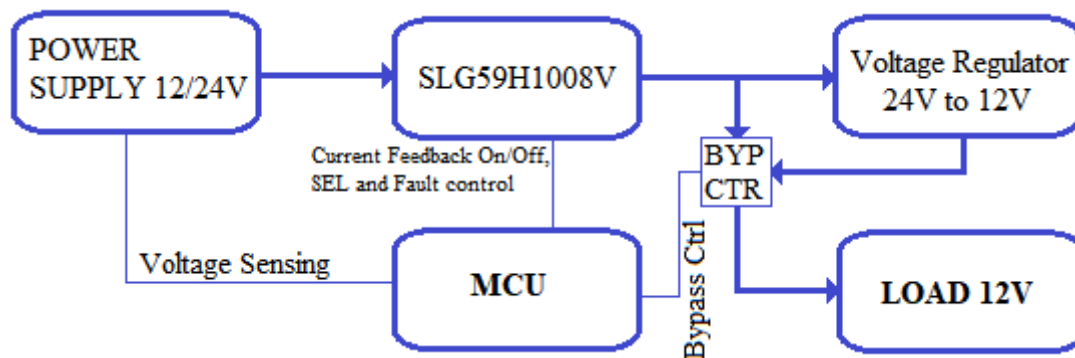 POWER
SUPPLY 12/24V
SLG59H1008V
Voltage Regulator
24V to 12V
Current Feedback On/Off,
SEL and Fault control
BYP
CTR
Voltage Sensing
MCU
Bypass Ctrl
LOAD 12V